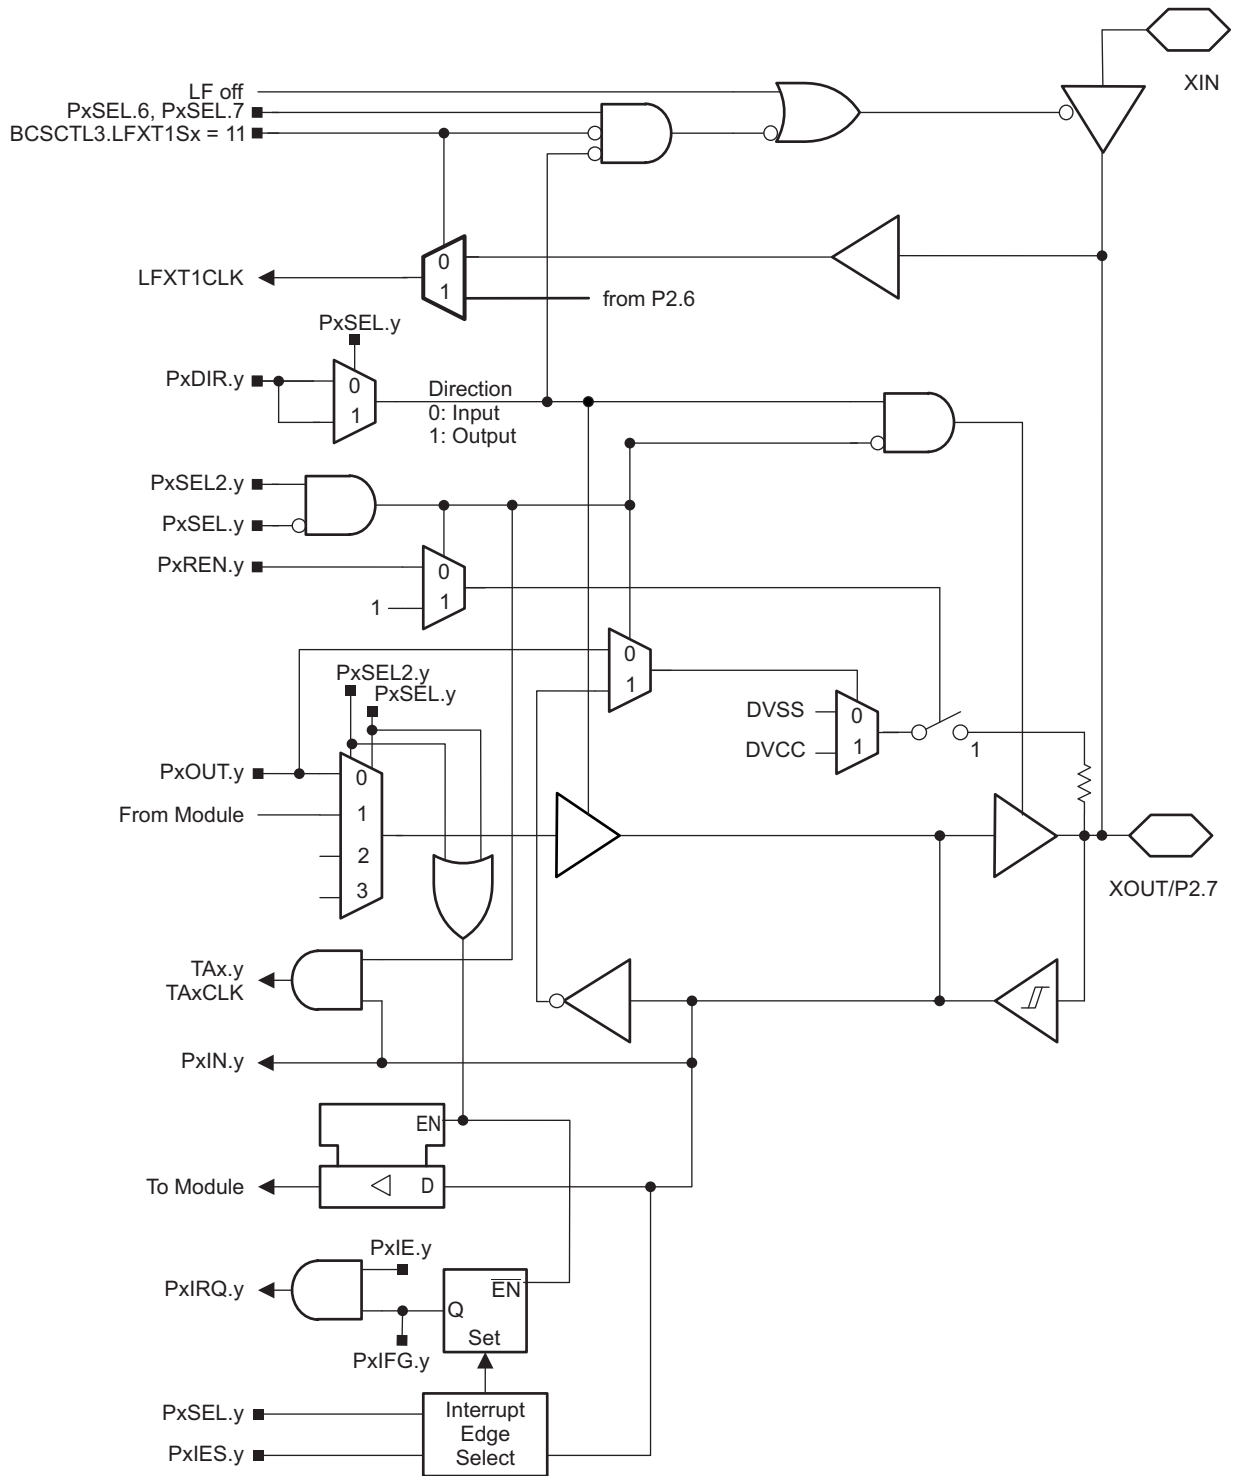 XIN
LF off
PxSEL.6, PxSEL.7
BCSCTL3.LFXT1Sx = 11
0
LFXT1CLK
1
from P2.6
PxSEL.y
PxDIR.y
0
1
Direction
0: Input
1: Output
PxSEL2.y
PxSEL.y
PxREN.y
0
1
1
0
1
PxSEL2.y
PxSEL.y
DVSS
0
DVCC
1
1
PxOUT.y
0
From Module
1
2
3
XOUT/P2.7
TAx.y
TAxCLK
PxIN.y
EN
To Module
D
PxIE.y
PxIRQ.y
EN
Q
Set
PxIFG.y
PxSEL.y
PxIES.y
Interrupt
Edge
Select